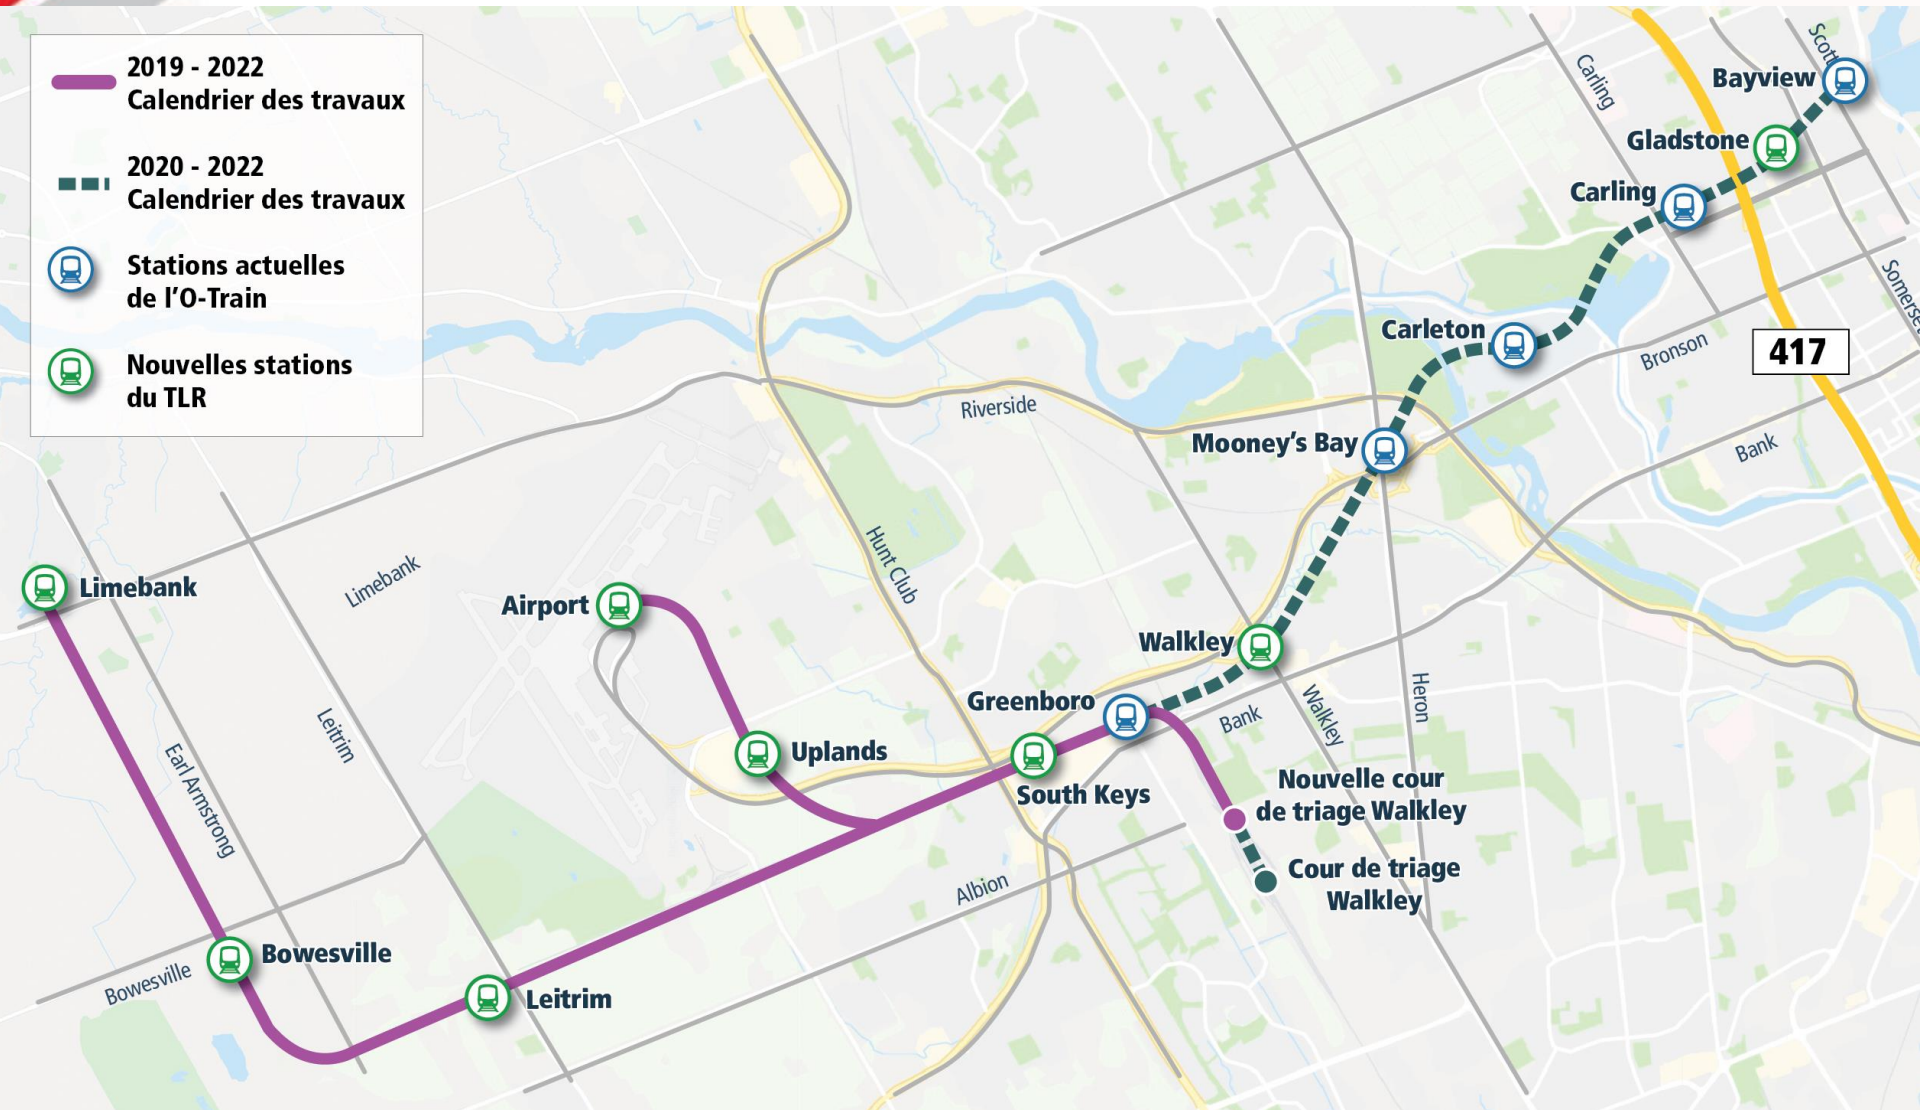 2019 - 2022
Calendrier des travaux
2020 - 2022
Calendrier des travaux
Stations actuelles
de l'O-Train
Nouvelles stations
du TLR
Scott
Bayview
Carling
Gladstone
Carling
Somerset
Carleton
Bronson
417
Riverside
Mooney's Bay
Bank
Hunt Club
Limebank
Limebank
Airport
Walkley
Greenboro
Heron
Walkley
Bank
Leitrim
Earl Armstrong
Uplands
South Keys
Nouvelle cour
de triage Walkley
Albion
Cour de triage
Walkley
Bowesville
Bowesville
Leitrim